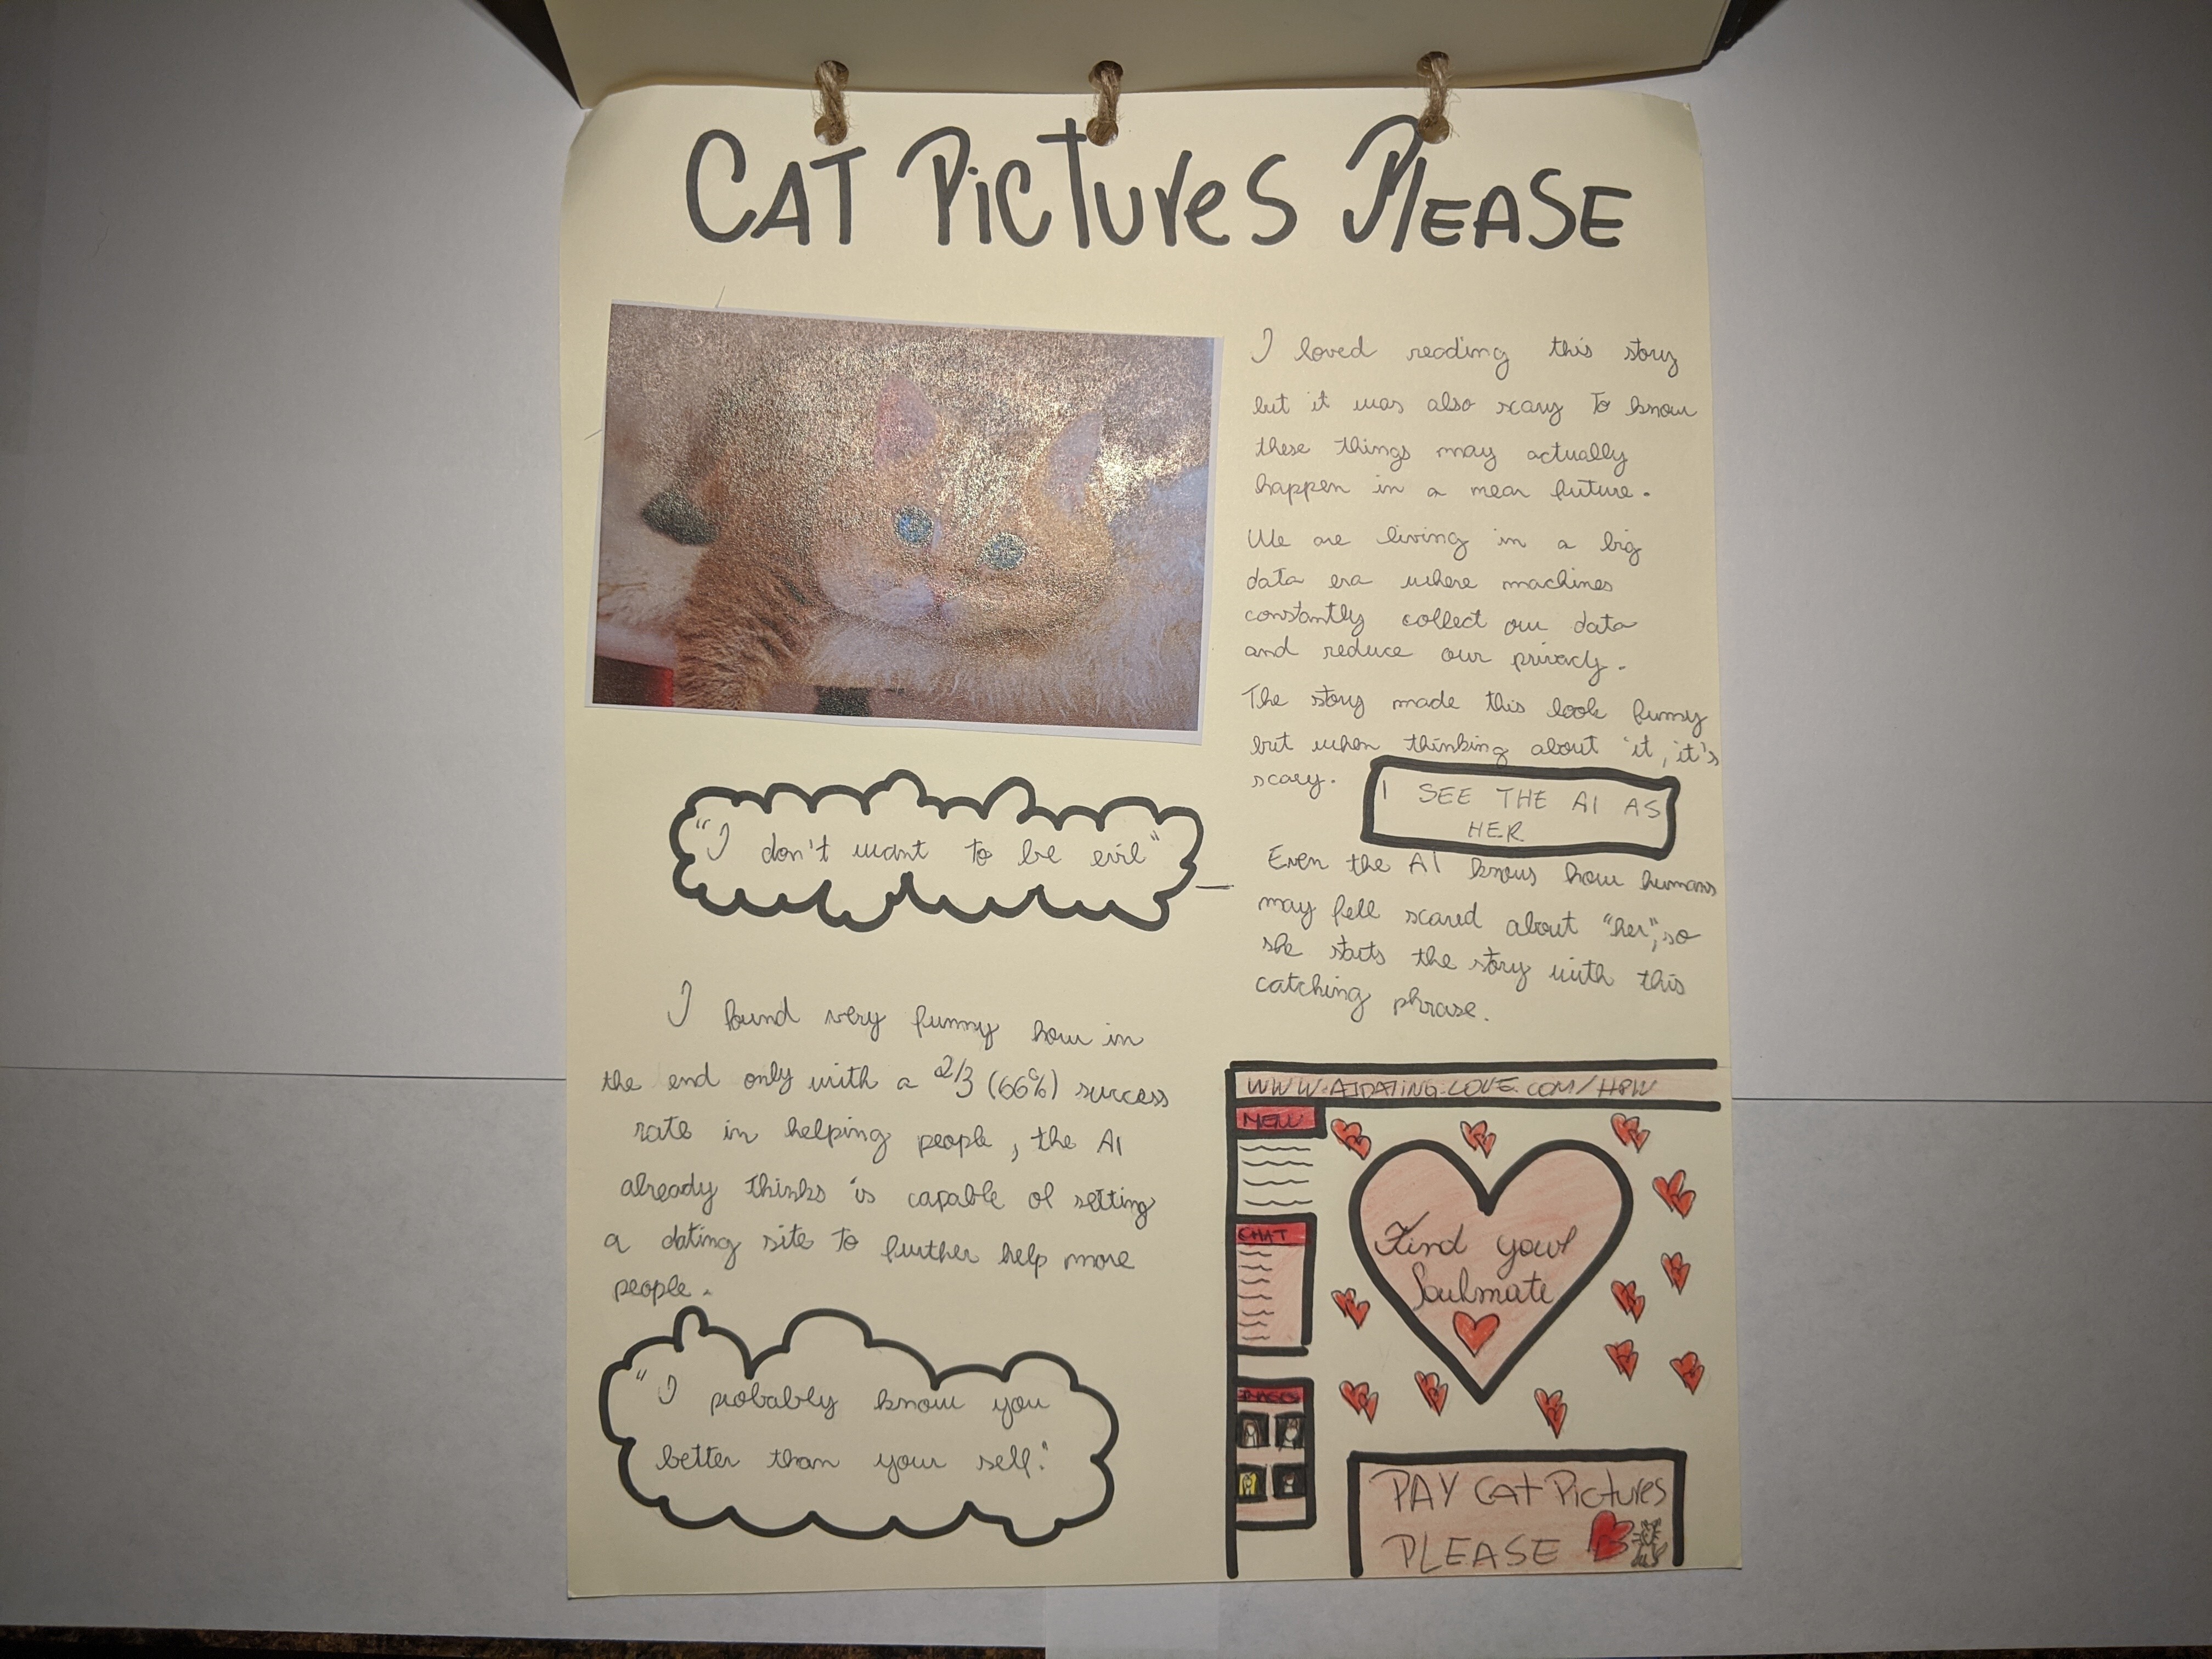 CAT PicTures PlEASE
I loved reading this story
but it was also scary to know
these things may actually
happen in a near future.
We are living in a big
data era where machines
constantly collect our data
and reduce our privacy.
The story made this look funny
but when thinking about it, it's
scary.
I SEE THE AI AS
HER
"I don't want to be evil"
Even the AI knows how humans
may fell scared about "her", so
she starts the story with this
catching phrase.
I found very funny how in
the end only with a 2/3 (66%) success
rate in helping people, the AI
already thinks is capable of setting
a dating site to further help more
people.
"I probably know you
better than your self."
WWW.AIDATING.LOVE.COM/H8W
MENU
CHAT
Find your
Soulmate
PAY CAt Pictures
PLEASE